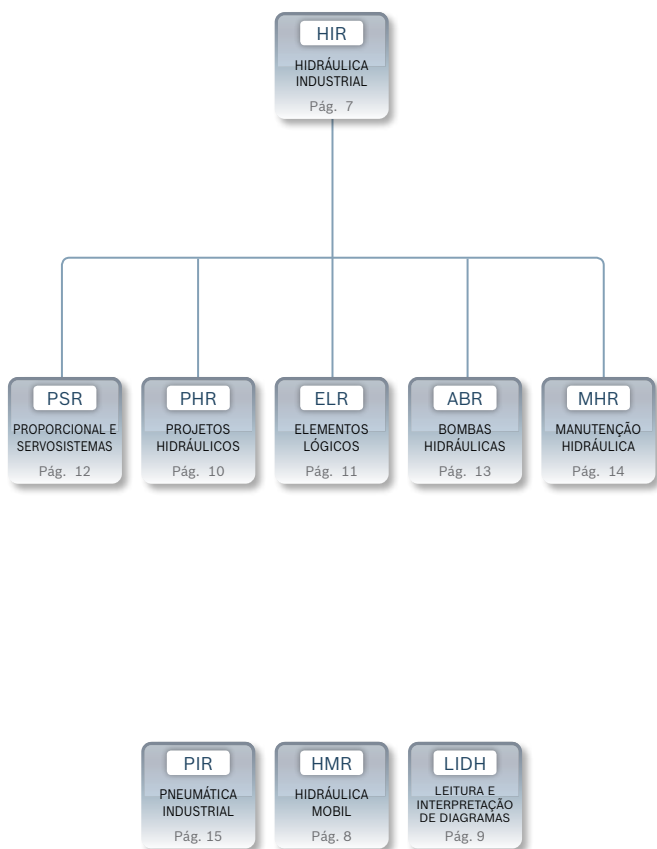 HIR
HIDRÁULICA
INDUSTRIAL
Pág. 7
PSR
PROPORCIONAL E
SERVOSISTEMAS
Pág. 12
PHR
PROJETOS
HIDRÁULICOS
Pág. 10
ELR
ELEMENTOS
LÓGICOS
Pág. 11
ABR
BOMBAS
HIDRÁULICAS
Pág. 13
MHR
MANUTENÇÃO
HIDRÁULICA
Pág. 14
PIR
PNEUMÁTICA
INDUSTRIAL
Pág. 15
HMR
HIDRÁULICA
MOBIL
Pág. 8
LIDH
LEITURA E
INTERPRETAÇÃO
DE DIAGRAMAS
Pág. 9